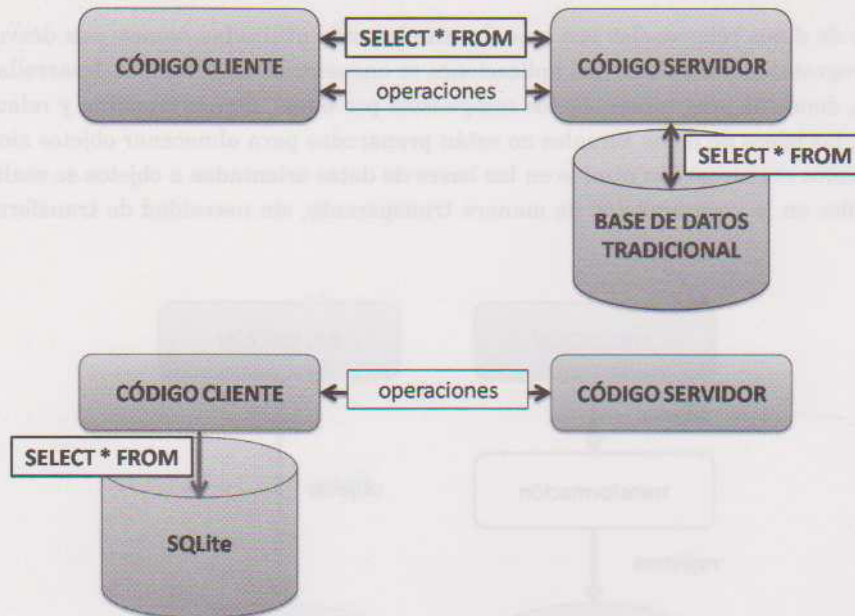 SELECT * FROM
CÓDIGO CLIENTE
CÓDIGO SERVIDOR
operaciones
SELECT * FROM
BASE DE DATOS
TRADICIONAL
CÓDIGO CLIENTE
operaciones
CÓDIGO SERVIDOR
SELECT * FROM
SQLite